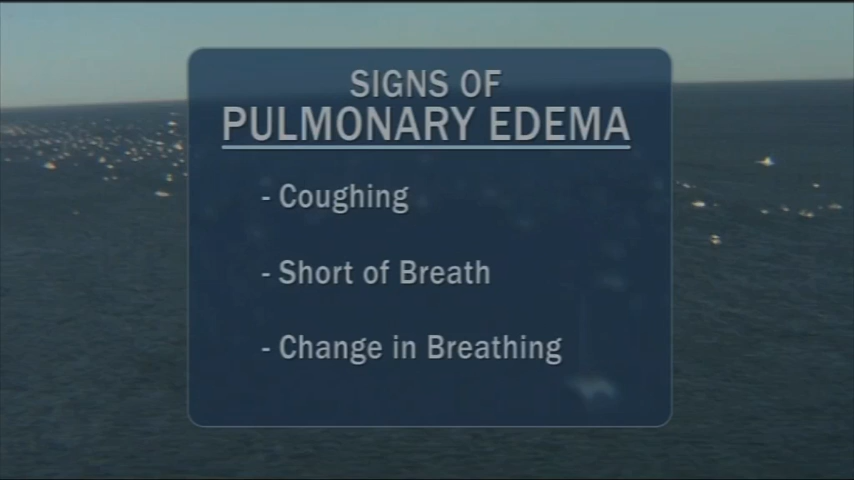 SIGNS OF
PULMONARY EDEMA
- Coughing
- Short of Breath
- Change in Breathing